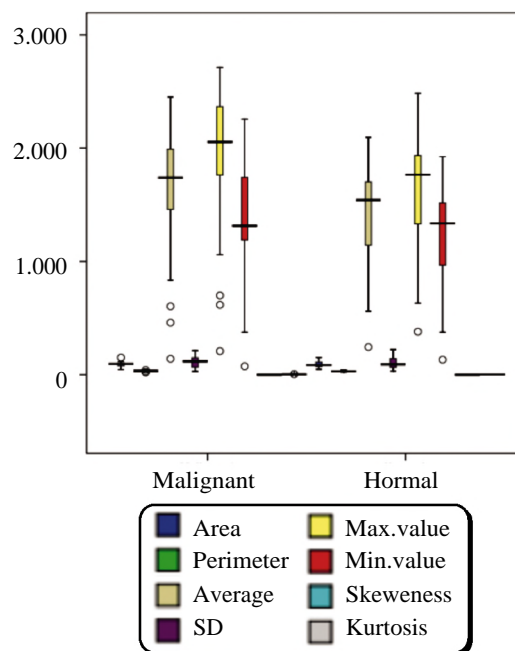 3.000
2.000
1.000
0
Malignant Hormal
Area Max.value
Perimeter Min.value
Average Skeweness
SD Kurtosis